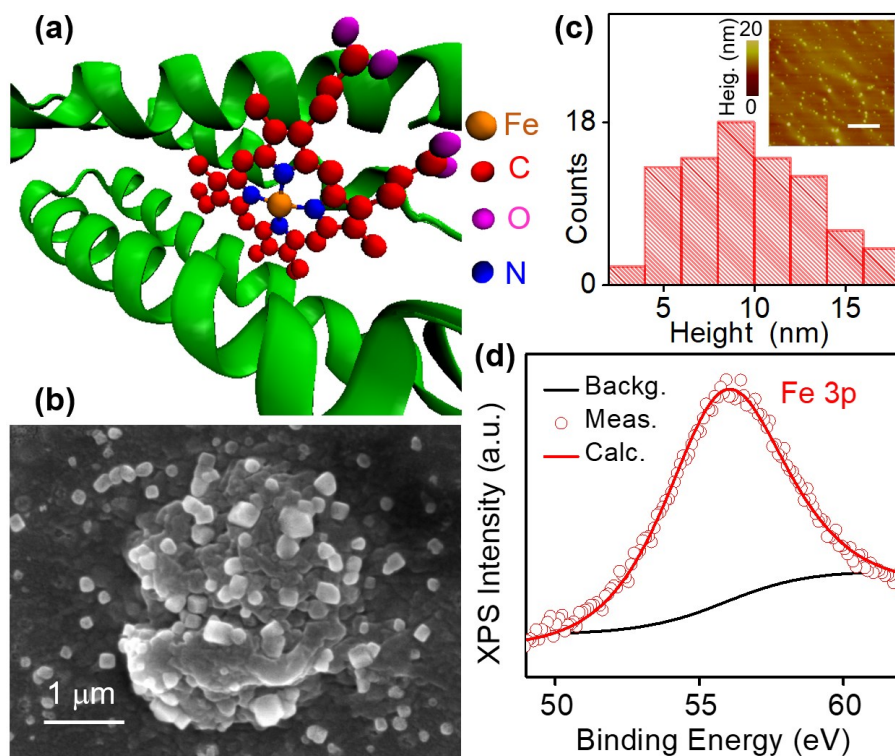 (a)
Fe
C
O
N
(b)
1 μm
(c)
Heig. (nm)
20
0
18
0
Counts
5
10
15
Height (nm)
(d)
Backg.
Meas.
Calc.
Fe 3p
XPS Intensity (a.u.)
50
55
60
Binding Energy (eV)